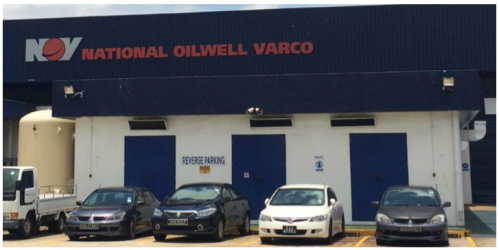 NOV NATIONAL OILWELL VARCO
REVERSE PARKING